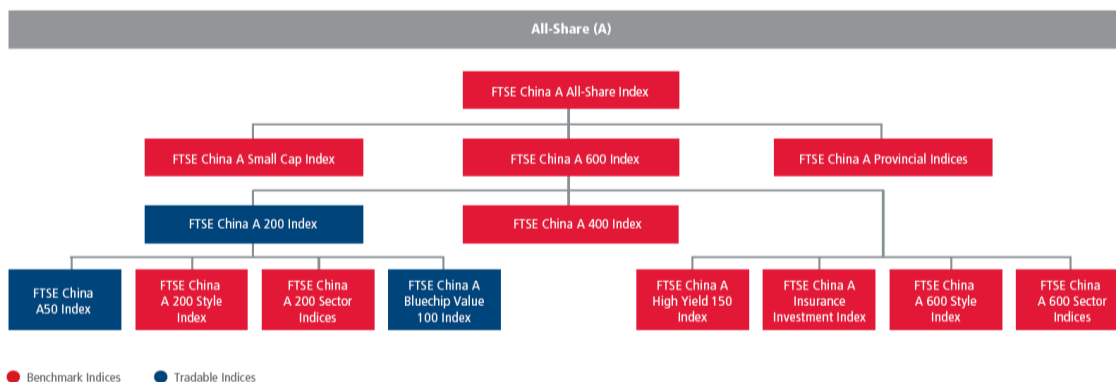 All-Share (A)
FTSE China A All-Share Index
FTSE China A Small Cap Index
FTSE China A 600 Index
FTSE China A Provincial Indices
FTSE China A 200 Index
FTSE China A 400 Index
FTSE China
A50 Index
FTSE China
A 200 Style
Index
FTSE China
A 200 Sector
Indices
FTSE China A
Bluechip Value
100 Index
FTSE China A
High Yield 150
Index
FTSE China A
Insurance
Investment Index
FTSE China
A 600 Style
Index
FTSE China
A 600 Sector
Indices
Benchmark Indices
Tradable Indices